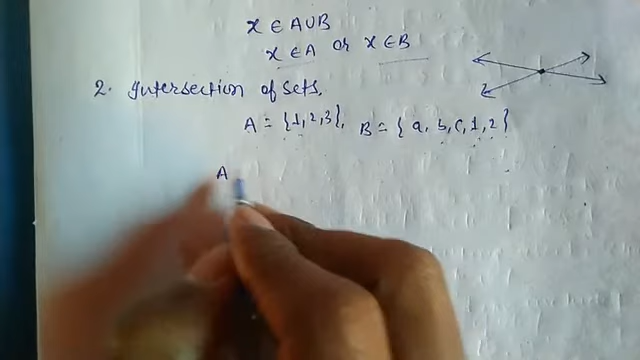 x ∈ A∪B
x ∈ A or x ∈ B
2. Intersection of sets.
A = {1, 2, 3}, B = {a, b, c, 1, 2}
A